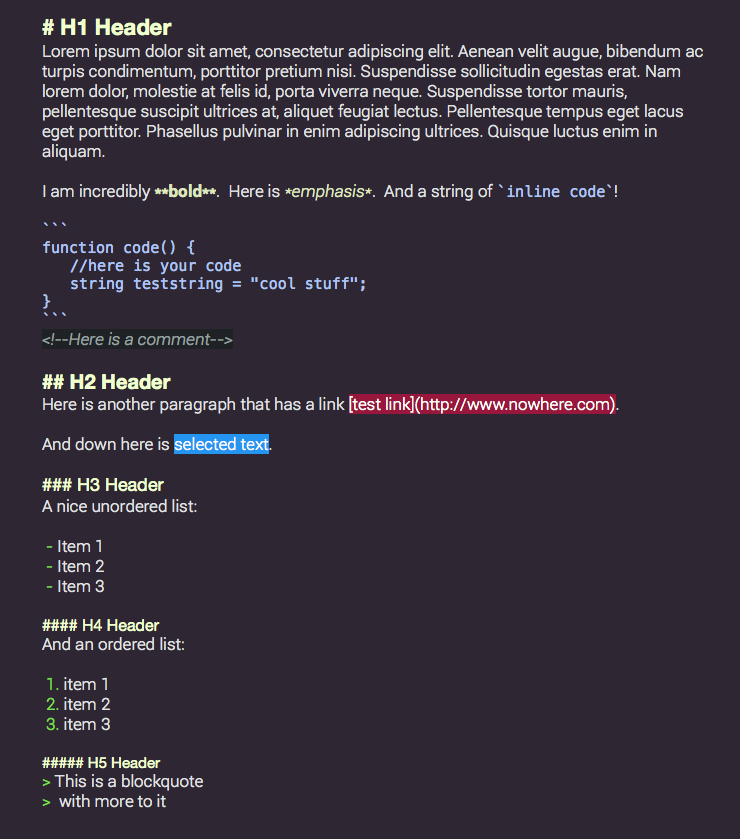 # H1 Header
Lorem ipsum dolor sit amet, consectetur adipiscing elit. Aenean velit augue, bibendum ac
turpis condimentum, porttitor pretium nisi. Suspendisse sollicitudin egestas erat. Nam
lorem dolor, molestie at felis id, porta viverra neque. Suspendisse tortor mauris,
pellentesque suscipit ultrices at, aliquet feugiat lectus. Pellentesque tempus eget lacus
eget porttitor. Phasellus pulvinar in enim adipiscing ultrices. Quisque luctus enim in
aliquam.

I am incredibly **bold**.  Here is *emphasis*.  And a string of `inline code`!

```
function code() {
   //here is your code
   string teststring = "cool stuff";
}
```
<!--Here is a comment-->

## H2 Header
Here is another paragraph that has a link [test link](http://www.nowhere.com).

And down here is selected text.

### H3 Header
A nice unordered list:

 - Item 1
 - Item 2
 - Item 3

#### H4 Header
And an ordered list:

 1. item 1
 2. item 2
 3. item 3

##### H5 Header
> This is a blockquote
>  with more to it